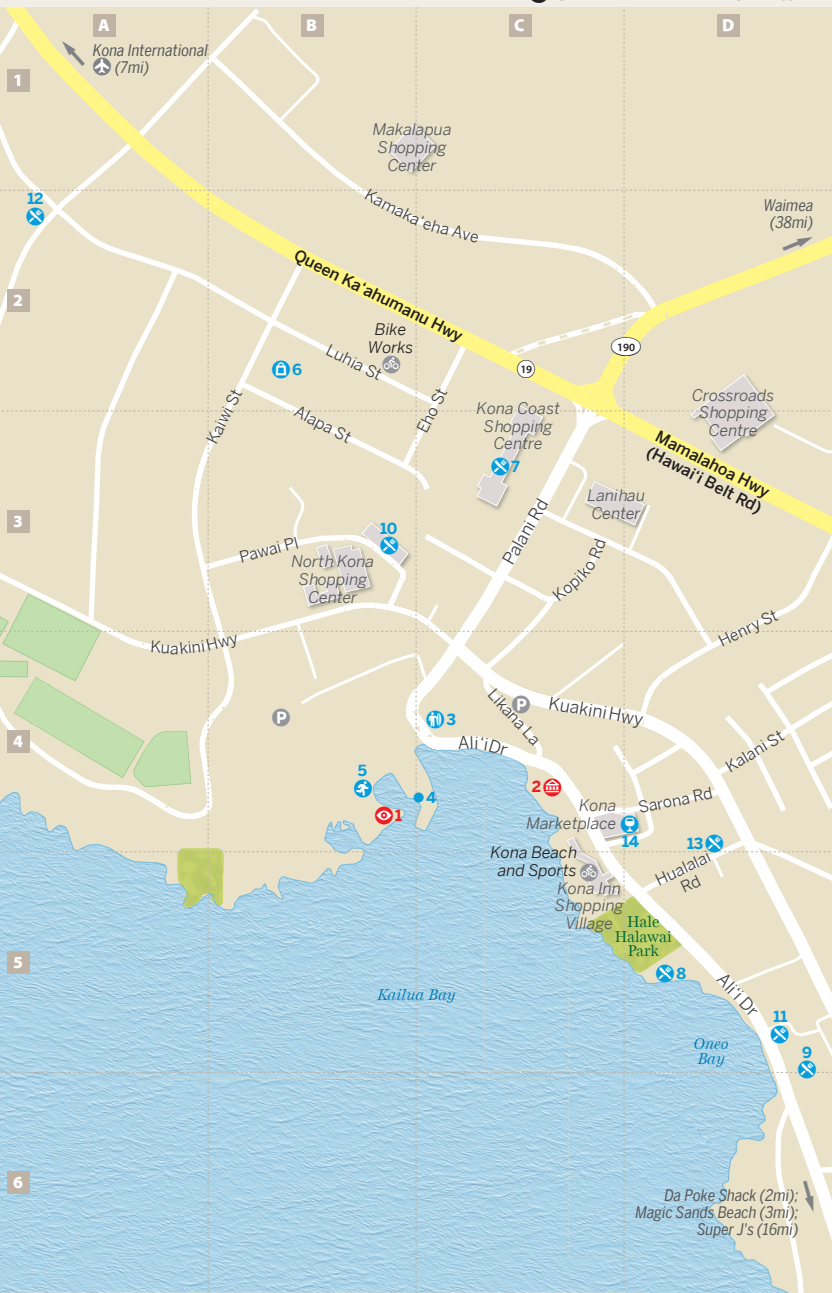 A
B
C
D
1
Kona International
(7mi)
Makalapua
Shopping
Center
12
Kamaka'eha Ave
Waimea
(38mi)
2
Queen Ka'ahumanu Hwy
Bike
Works
Luhia St
6
19
190
Crossroads
Shopping
Centre
Kaiwi St
Alapa St
Eho St
Kona Coast
Shopping
Centre
7
Mamalahoa Hwy
(Hawai'i Belt Rd)
Lanihau
Center
3
10
Pawai Pl
North Kona
Shopping
Center
Palani Rd
Kopiko Rd
Henry St
Kuakini Hwy
P
P
Likana La
Kuakini Hwy
3
4
Ali'i Dr
Kalani St
5
4
1
2
Kona
Marketplace
Sarona Rd
14
13
Kona Beach
and Sports
Hualalai
Rd
Kona Inn
Shopping
Village
Hale
Halawai
Park
5
8
Kailua Bay
Ali'i Dr
11
Oneo
Bay
9
6
Da Poke Shack (2mi);
Magic Sands Beach (3mi);
Super J's (16mi)